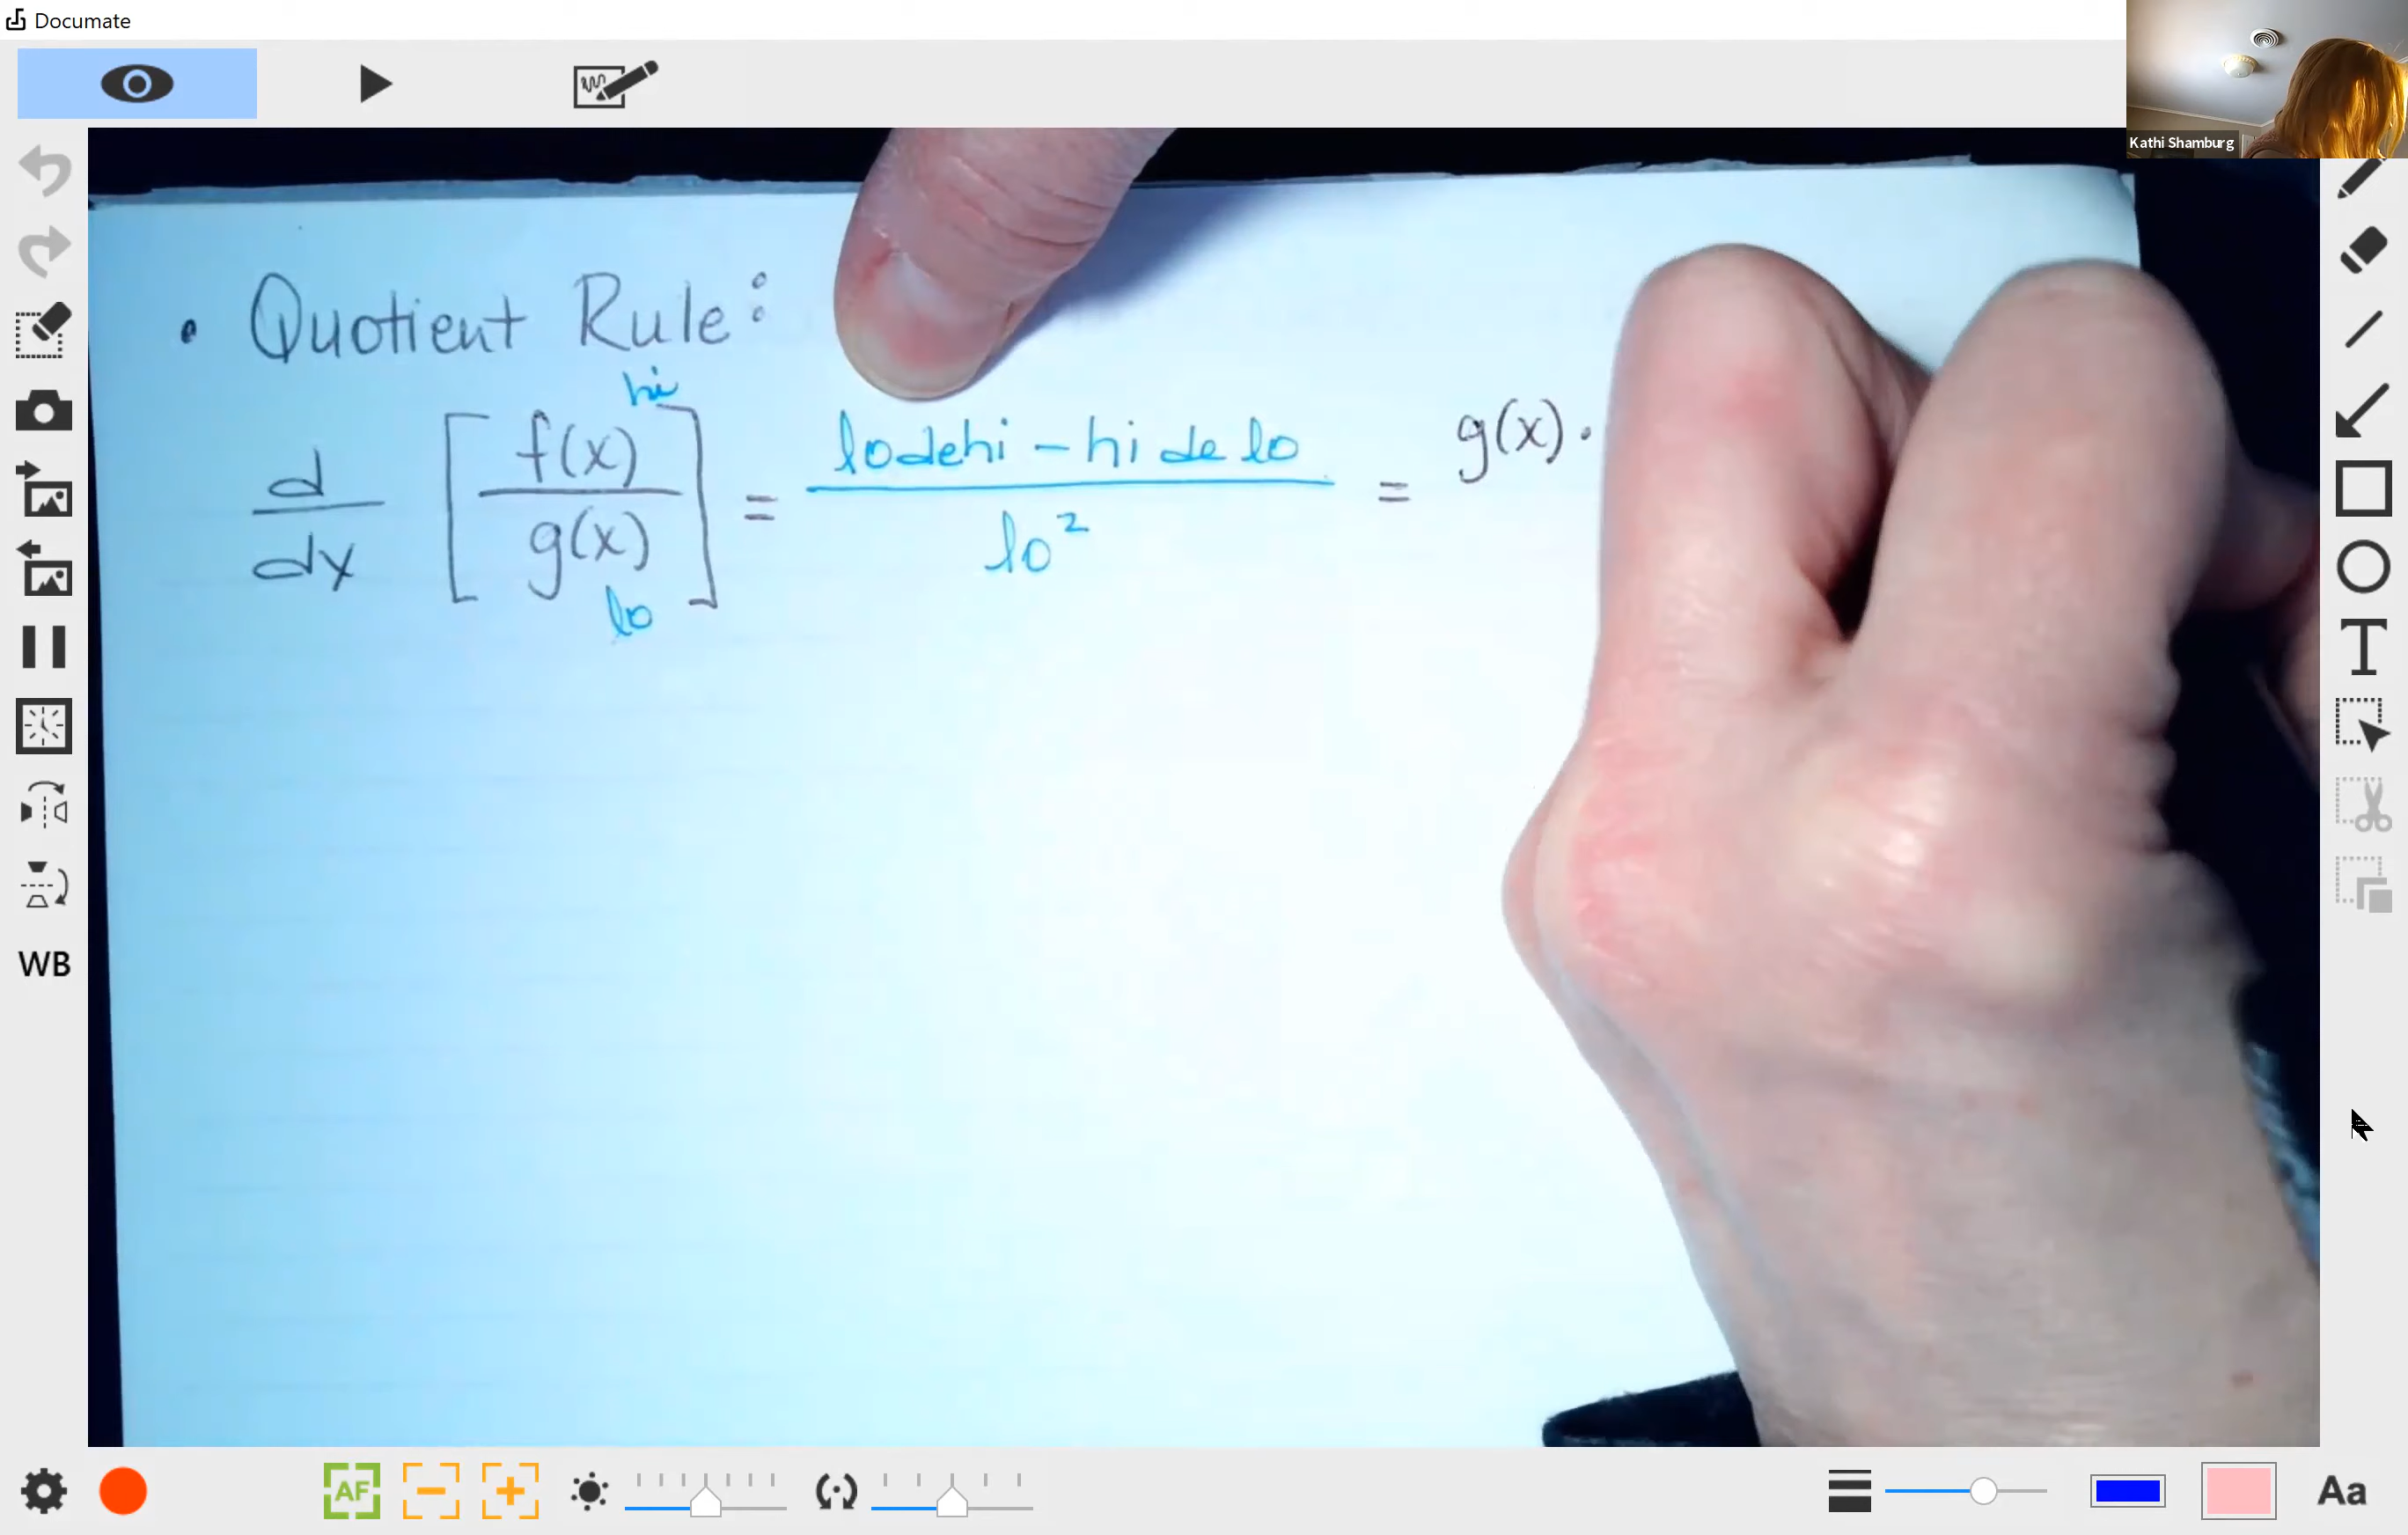 Documate
Kathi Shamburg
• Quotient Rule:
d/dx [f(x)/g(x)] = lodehi - hi de lo / lo² = g(x) ·
hi
lo
WB
AF
T
Aa